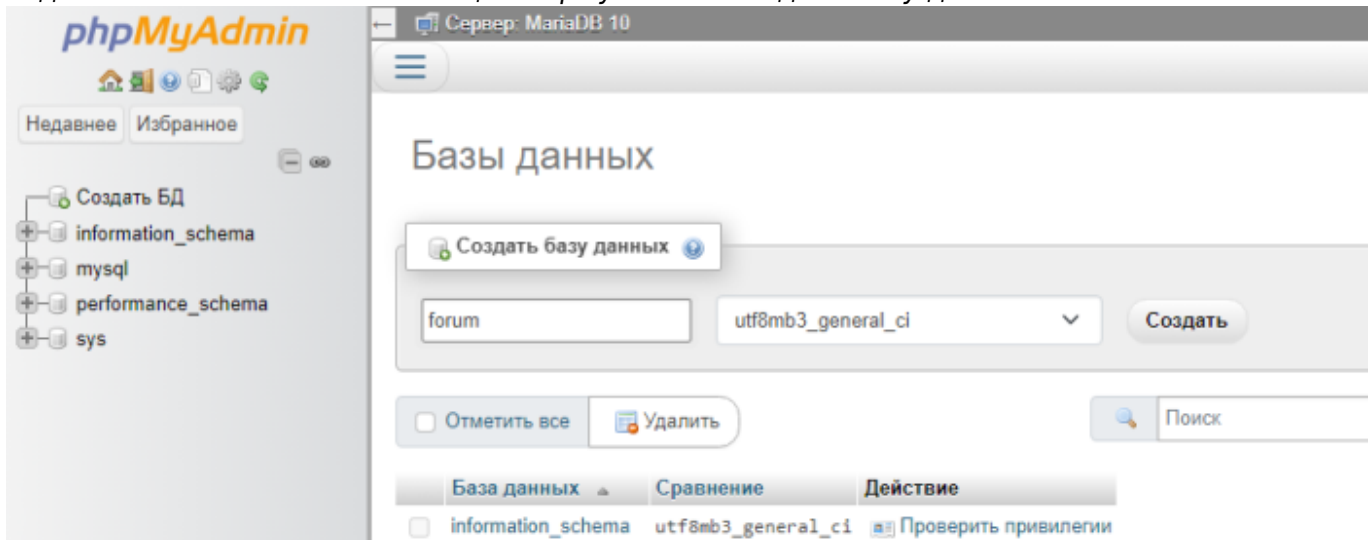 phpMyAdmin
Сервер: MariaDB 10
Недавнее Избранное
Создать БД
information_schema
mysql
performance_schema
sys
Базы данных
Создать базу данных
forum utf8mb3_general_ci Создать
Отметить все Удалить Поиск
База данных Сравнение Действие
information_schema utf8mb3_general_ci Проверить привилегии